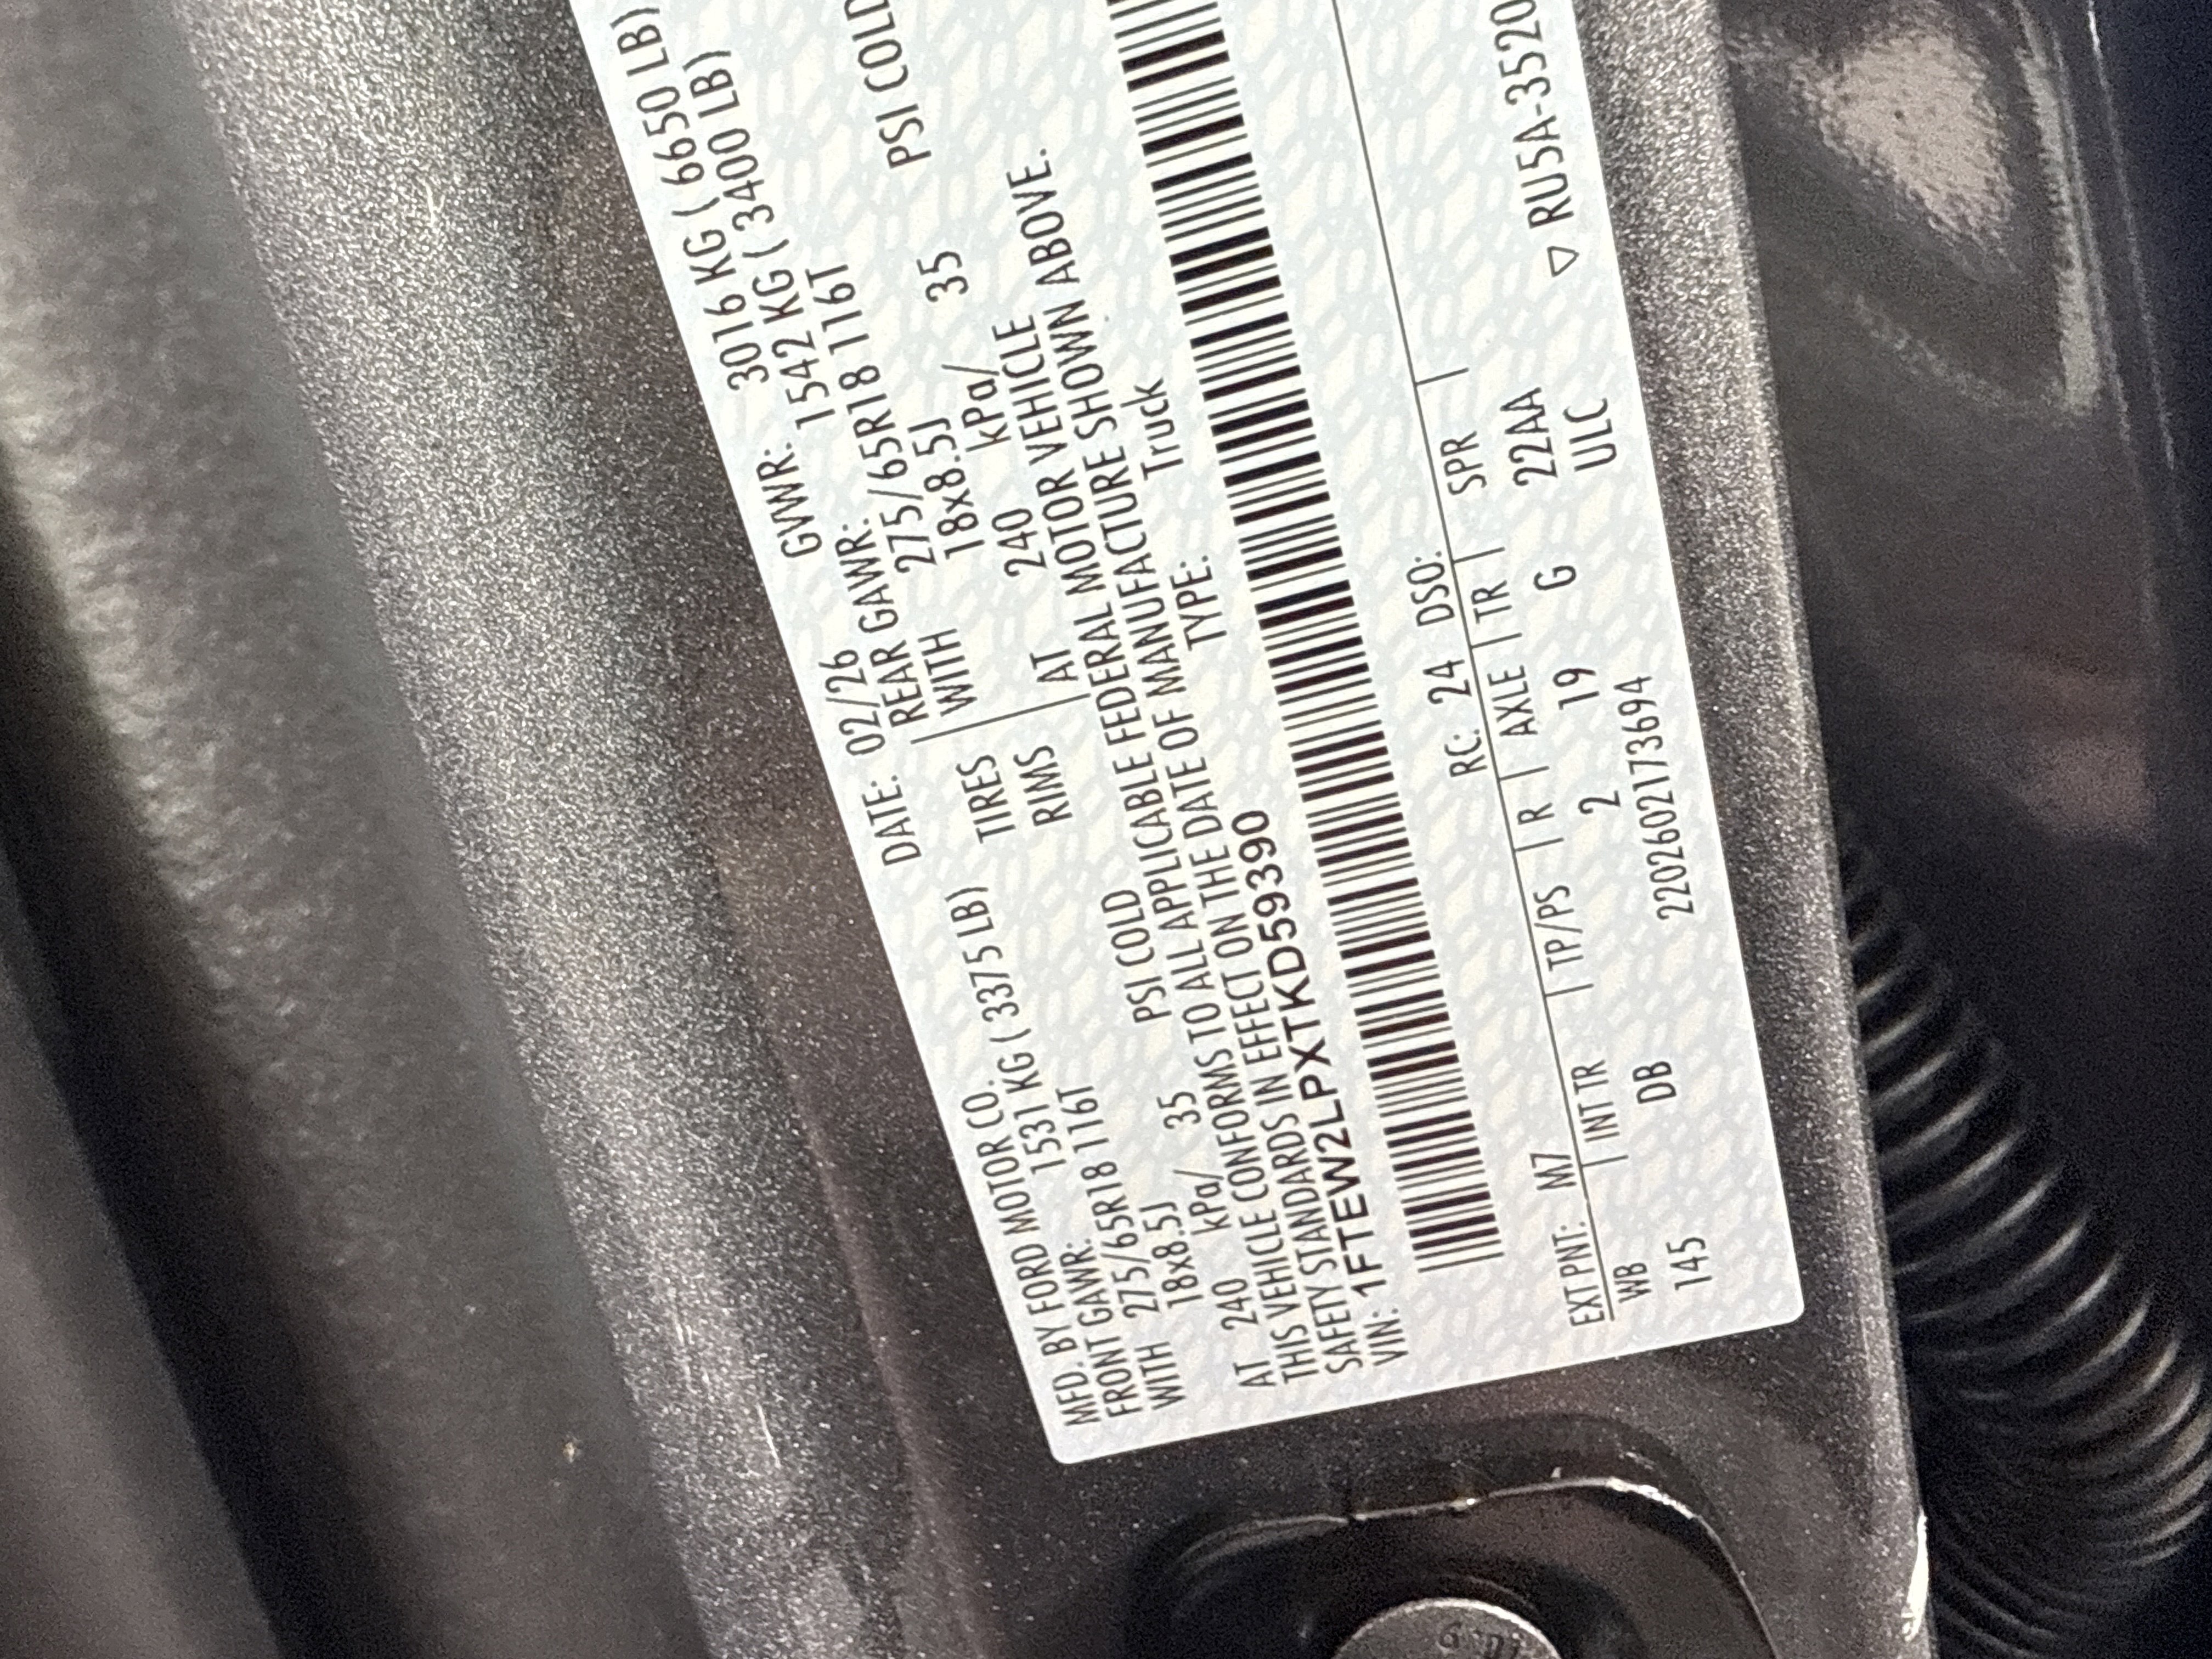 MFD. BY FORD MOTOR CO.
DATE: 02/26
GVWR: 3016 KG ( 6650 LB)
FRONT GAWR: 1531 KG ( 3375 LB)
REAR GAWR: 1542 KG ( 3400 LB)
275/65R18 116T
TIRES
275/65R18 116T
WITH
WITH
18x8.5J
RIMS
18x8.5J
AT 240 kPa/ 35 PSI COLD
AT 240 kPa/ 35 PSI COLD
THIS VEHICLE CONFORMS TO ALL APPLICABLE FEDERAL MOTOR VEHICLE
SAFETY STANDARDS IN EFFECT ON THE DATE OF MANUFACTURE SHOWN ABOVE.
VIN: 1FTEW2LPXTKD59390
TYPE: Truck
EXT PNT: M7 RC: 24 DSO:
WB INT TR TP/PS R AXLE TR SPR
145 DB 2 19 G 22AA
ULC
2202602173694
▽ RU5A-3520